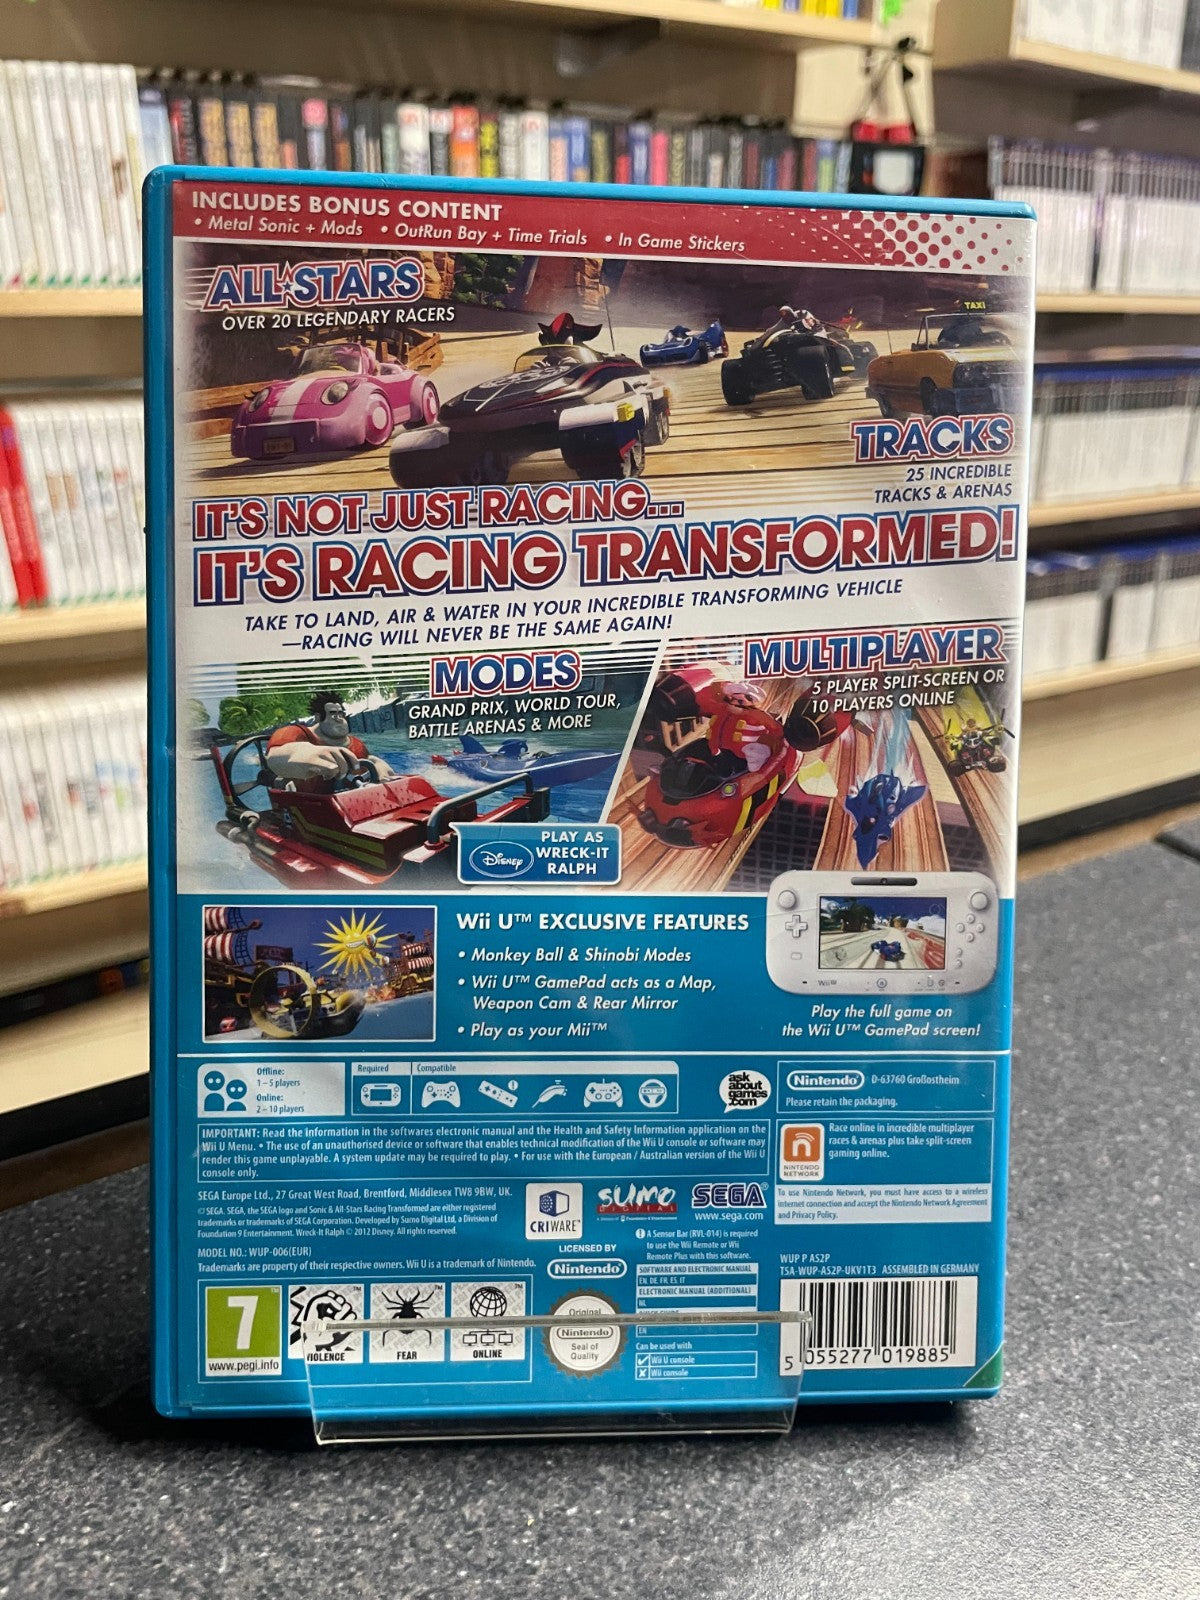 INCLUDES BONUS CONTENT
• Metal Sonic + Mods • OutRun Bay + Time Trials • In Game Stickers
ALL★STARS
OVER 20 LEGENDARY RACERS
TAXI
TRACKS
25 INCREDIBLE
TRACKS & ARENAS
IT'S NOT JUST RACING...
IT'S RACING TRANSFORMED!
TAKE TO LAND, AIR & WATER IN YOUR INCREDIBLE TRANSFORMING VEHICLE
—RACING WILL NEVER BE THE SAME AGAIN!
MODES
GRAND PRIX, WORLD TOUR,
BATTLE ARENAS & MORE
MULTIPLAYER
5 PLAYER SPLIT-SCREEN OR
10 PLAYERS ONLINE
Disney
PLAY AS
WRECK-IT
RALPH
Wii U™ EXCLUSIVE FEATURES
• Monkey Ball & Shinobi Modes
• Wii U™ GamePad acts as a Map,
Weapon Cam & Rear Mirror
• Play as your Mii™
Play the full game on
the Wii U™ GamePad screen!
Offline:
1 – 5 players
Online:
2 – 10 players
Required
Compatible
ask
about
games
.com
Nintendo D-63760 Großostheim
Please retain the packaging.
IMPORTANT: Read the information in the softwares electronic manual and the Health and Safety Information application on the
Wii U Menu. • The use of an unauthorised device or software that enables technical modification of the Wii U console or software may
render this game unplayable. A system update may be required to play. • For use with the European / Australian version of the Wii U
console only.
NINTENDO
NETWORK
Race online in incredible multiplayer
races & arenas plus take split-screen
gaming online.
To use Nintendo Network, you must have access to a wireless
internet connection and accept the Nintendo Network Agreement
and Privacy Policy.
SEGA Europe Ltd., 27 Great West Road, Brentford, Middlesex TW8 9BW, UK.
© SEGA. SEGA, the SEGA logo and Sonic & All-Stars Racing Transformed are either registered
trademarks or trademarks of SEGA Corporation. Developed by Sumo Digital Ltd, a Division of
Foundation 9 Entertainment. Wreck-It Ralph © 2012 Disney. All rights reserved.
MODEL NO.: WUP-006(EUR)
Trademarks are property of their respective owners. Wii U is a trademark of Nintendo.
CRIWARE™
sumo
DIGITAL
SEGA®
www.sega.com
LICENSED BY
Nintendo
A Sensor Bar (RVL-014) is required
to use the Wii Remote or Wii
Remote Plus with this software.
SOFTWARE AND ELECTRONIC MANUAL
EN, DE, FR, ES, IT
ELECTRONIC MANUAL (ADDITIONAL)
NL
EN
Can be used with
Wii U console
Wii console
Original
Nintendo
Seal of
Quality
7
www.pegi.info
VIOLENCE
FEAR
ONLINE
WUP P AS2P
TSA-WUP-AS2P-UKV1T3 ASSEMBLED IN GERMANY
5 055277 019885